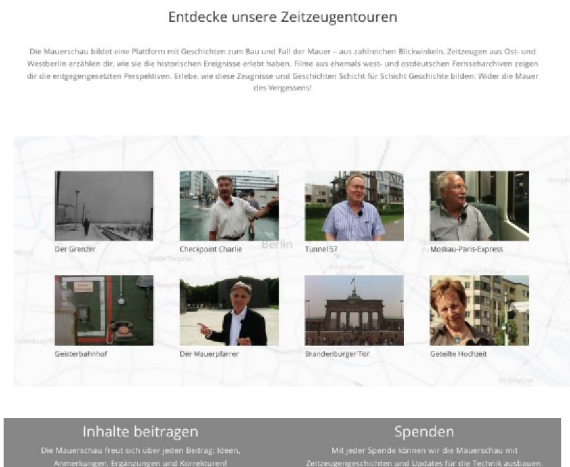 Entdecke unsere Zeitzeugentouren
Die Mauerschau bildet eine Plattform mit Geschichten zum Bau und Fall der Mauer – aus zahlreichen Blickwinkeln. Zeitzeugen aus Ost- und
Westberlin erzählen dir, wie sie die historischen Ereignisse erlebt haben. Filme aus ehemals west- und ostdeutschen Fernseharchiven zeigen
dir die entgegengesetzten Perspektiven. Erlebe, wie diese Zeugnisse und Geschichten Schicht für Schicht Geschichte bilden: Wider die Mauer
des Vergessens!
Berlin
Der Grenzer
Checkpoint Charlie
Tunnel 57
Moskau-Paris-Express
Geisterbahnhof
Der Mauerpfarrer
Brandenburger Tor
Geteilte Hochzeit
Inhalte beitragen
Die Mauerschau freut sich über jeden Beitrag: Ideen,
Anmerkungen, Ergänzungen und Korrekturen!
Spenden
Mit jeder Spende können wir die Mauerschau mit
Zeitzeugengeschichten und Updates für die Technik ausbauen.